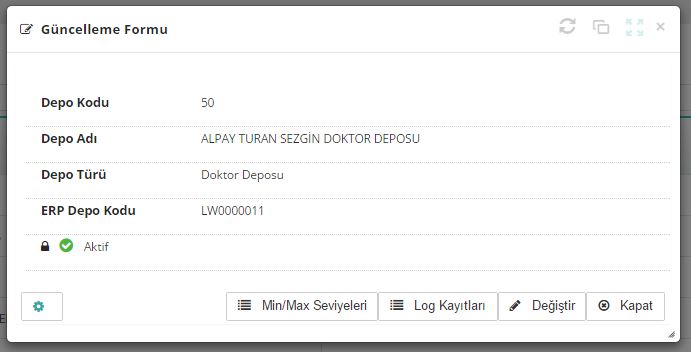 Güncelleme Formu
Depo Kodu 50
Depo Adı ALPAY TURAN SEZGİN DOKTOR DEPOSU
Depo Türü Doktor Deposu
ERP Depo Kodu LW0000011
Aktif
Min/Max Seviyeleri Log Kayıtları Değiştir Kapat